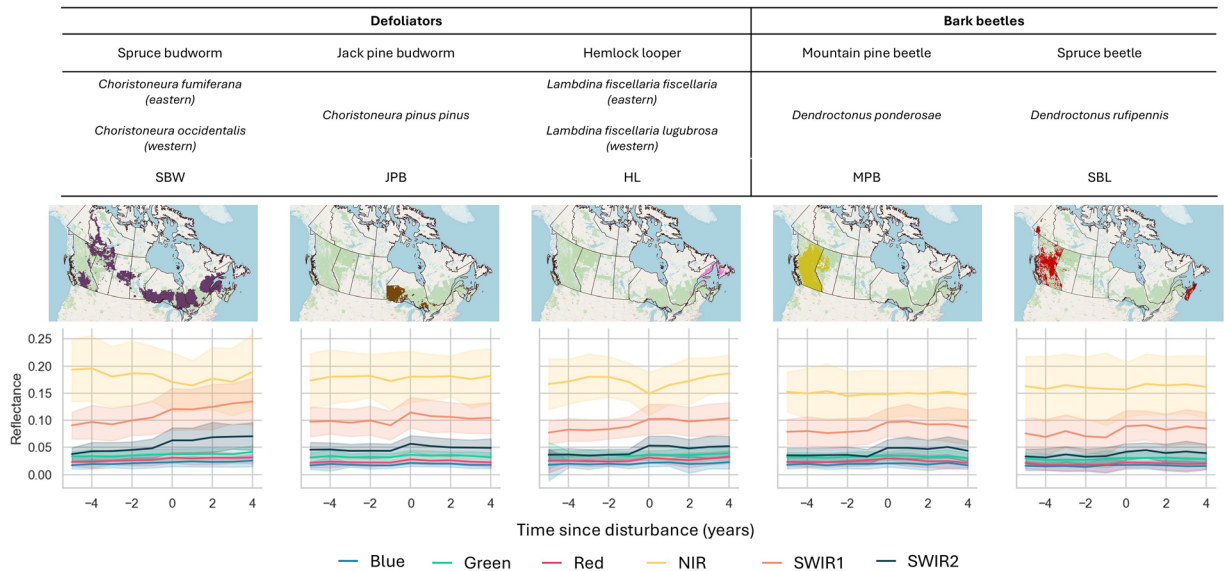 Defoliators Bark beetles
Spruce budworm Jack pine budworm Hemlock looper Mountain pine beetle Spruce beetle
Choristoneura fumiferana Lambdina fiscellaria fiscellaria
(eastern) (eastern)
Choristoneura pinus pinus Dendroctonus ponderosae Dendroctonus rufipennis
Choristoneura occidentalis Lambdina fiscellaria lugubrosa
(western) (western)
SBW JPB HL MPB SBL
Reflectance
0.25
0.20
0.15
0.10
0.05
0.00
−4 −2 0 2 4 −4 −2 0 2 4 −4 −2 0 2 4 −4 −2 0 2 4 −4 −2 0 2 4
Time since disturbance (years)
Blue Green Red NIR SWIR1 SWIR2